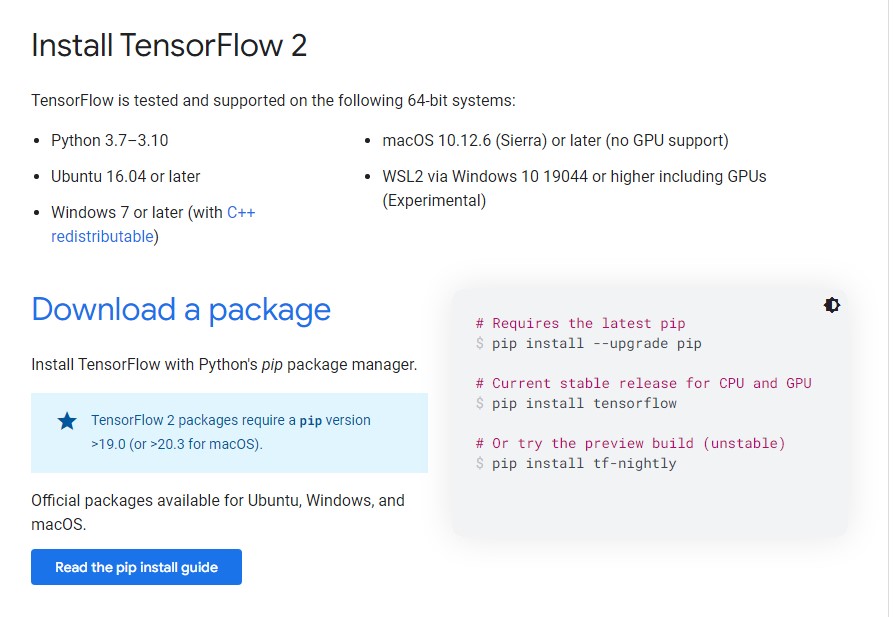 Install TensorFlow 2
TensorFlow is tested and supported on the following 64-bit systems:
• Python 3.7–3.10
• Ubuntu 16.04 or later
• Windows 7 or later (with C++
redistributable)
• macOS 10.12.6 (Sierra) or later (no GPU support)
• WSL2 via Windows 10 19044 or higher including GPUs
(Experimental)
Download a package
Install TensorFlow with Python's pip package manager.
TensorFlow 2 packages require a pip version
>19.0 (or >20.3 for macOS).
Official packages available for Ubuntu, Windows, and
macOS.
Read the pip install guide
# Requires the latest pip
$ pip install --upgrade pip
# Current stable release for CPU and GPU
$ pip install tensorflow
# Or try the preview build (unstable)
$ pip install tf-nightly